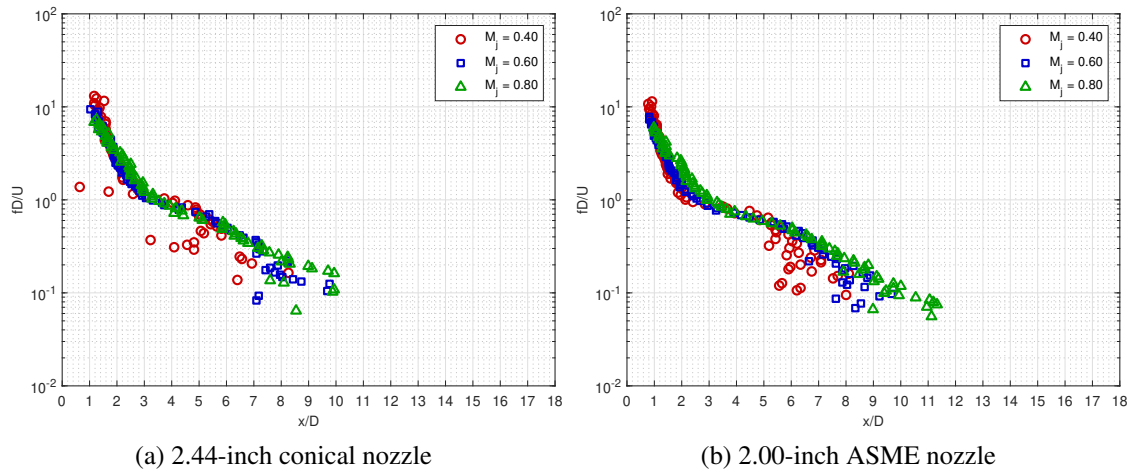 10^2
10^1
10^0
10^-1
10^-2
fD/U
0 1 2 3 4 5 6 7 8 9 10 11 12 13 14 15 16 17 18
x/D
M_j = 0.40
M_j = 0.60
M_j = 0.80
(a) 2.44-inch conical nozzle
10^2
10^1
10^0
10^-1
10^-2
fD/U
0 1 2 3 4 5 6 7 8 9 10 11 12 13 14 15 16 17 18
x/D
M_j = 0.40
M_j = 0.60
M_j = 0.80
(b) 2.00-inch ASME nozzle